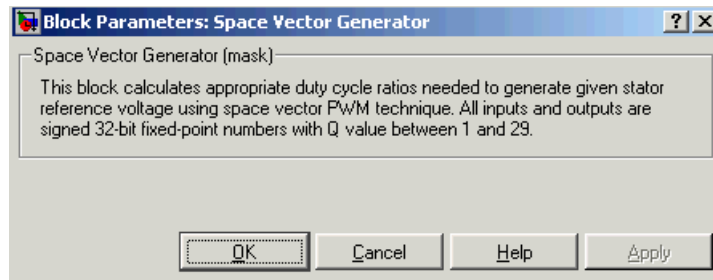 Block Parameters: Space Vector Generator
Space Vector Generator (mask)
This block calculates appropriate duty cycle ratios needed to generate given stator
reference voltage using space vector PWM technique. All inputs and outputs are
signed 32-bit fixed-point numbers with Q value between 1 and 29.
OK Cancel Help Apply